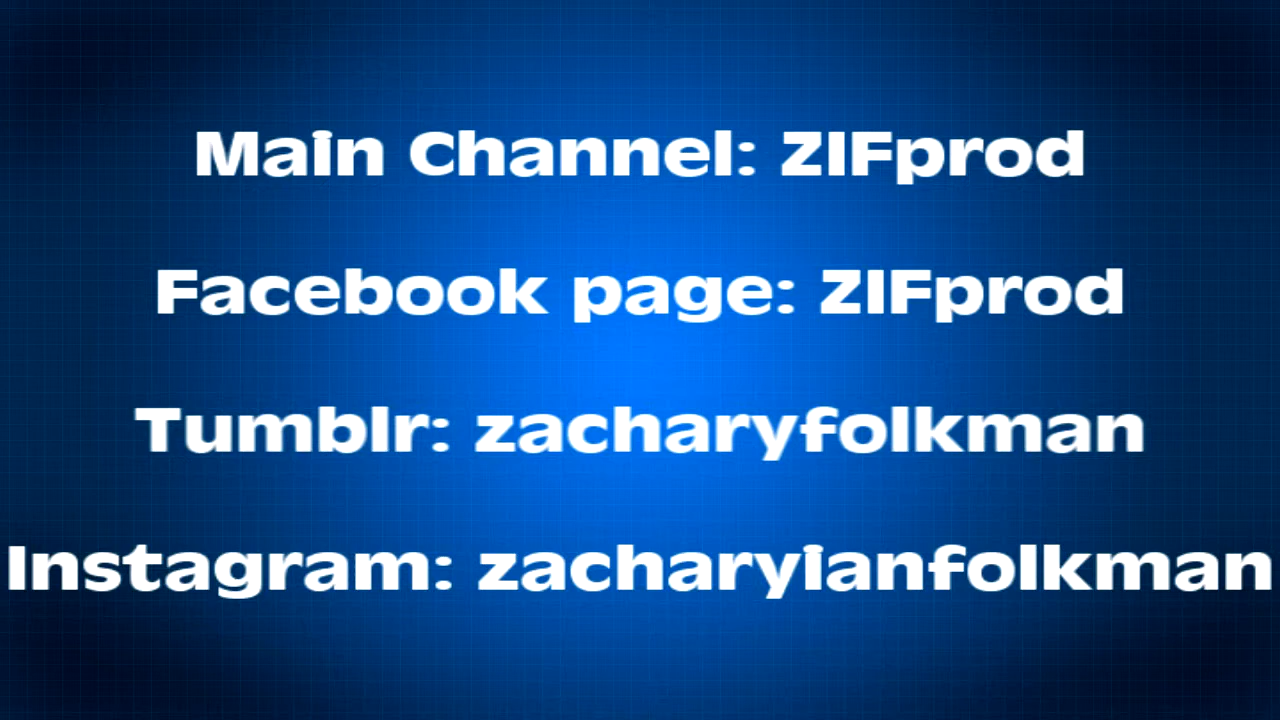 Main Channel: ZIFprod
Facebook page: ZIFprod
Tumblr: zacharyfolkman
Instagram: zacharyianfolkman